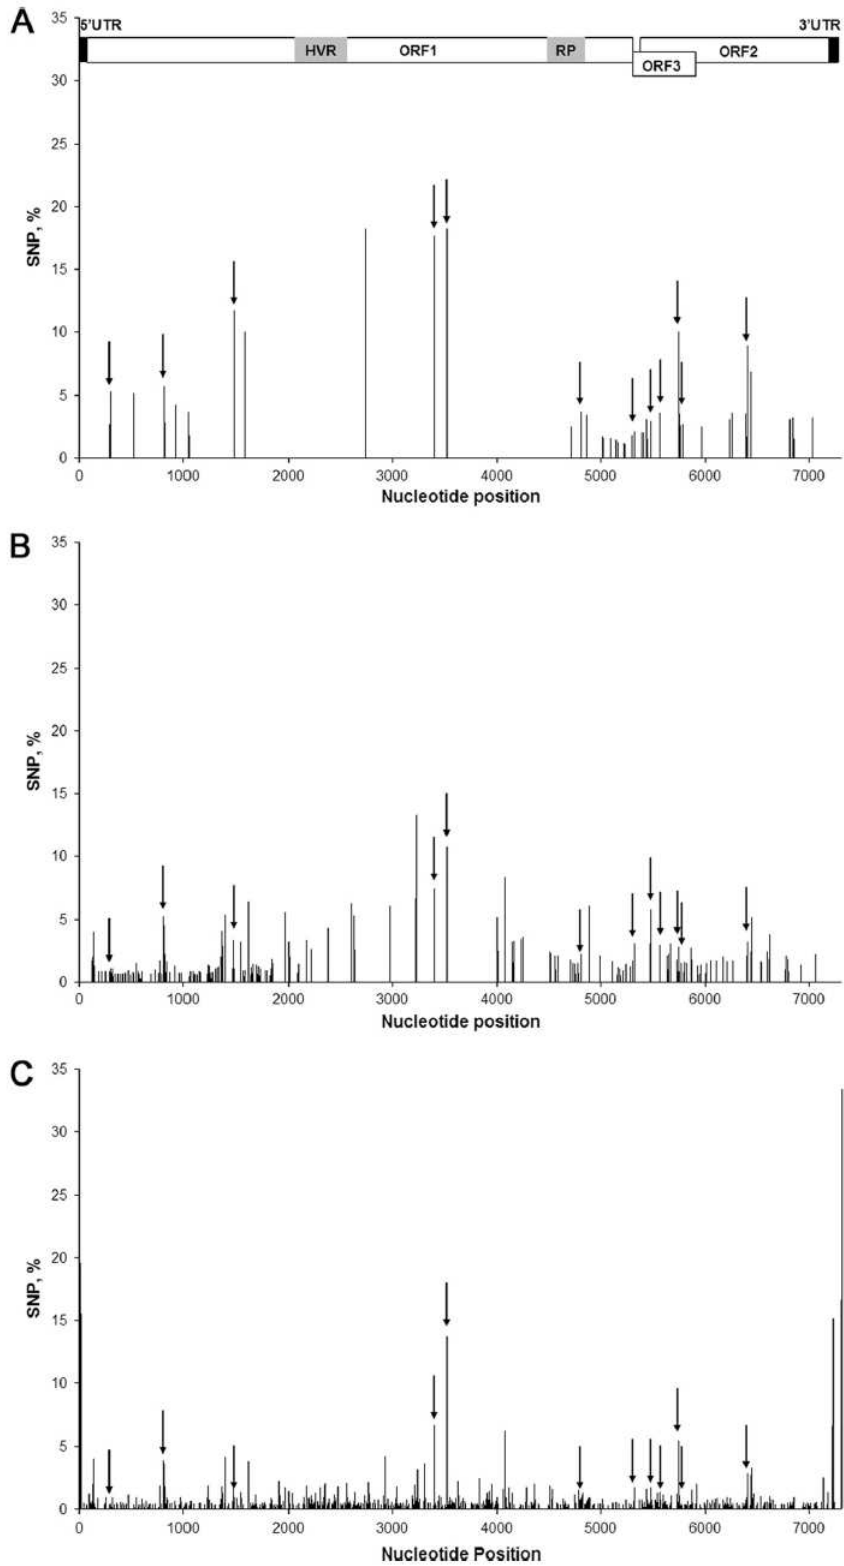 A
35
5'UTR
3'UTR
HVR
ORF1
RP
ORF2
ORF3
30
25
20
15
10
5
0
SNP, %
0 1000 2000 3000 4000 5000 6000 7000
Nucleotide position
B
35
30
25
20
15
10
5
0
SNP, %
0 1000 2000 3000 4000 5000 6000 7000
Nucleotide position
C
35
30
25
20
15
10
5
0
SNP, %
0 1000 2000 3000 4000 5000 6000 7000
Nucleotide Position